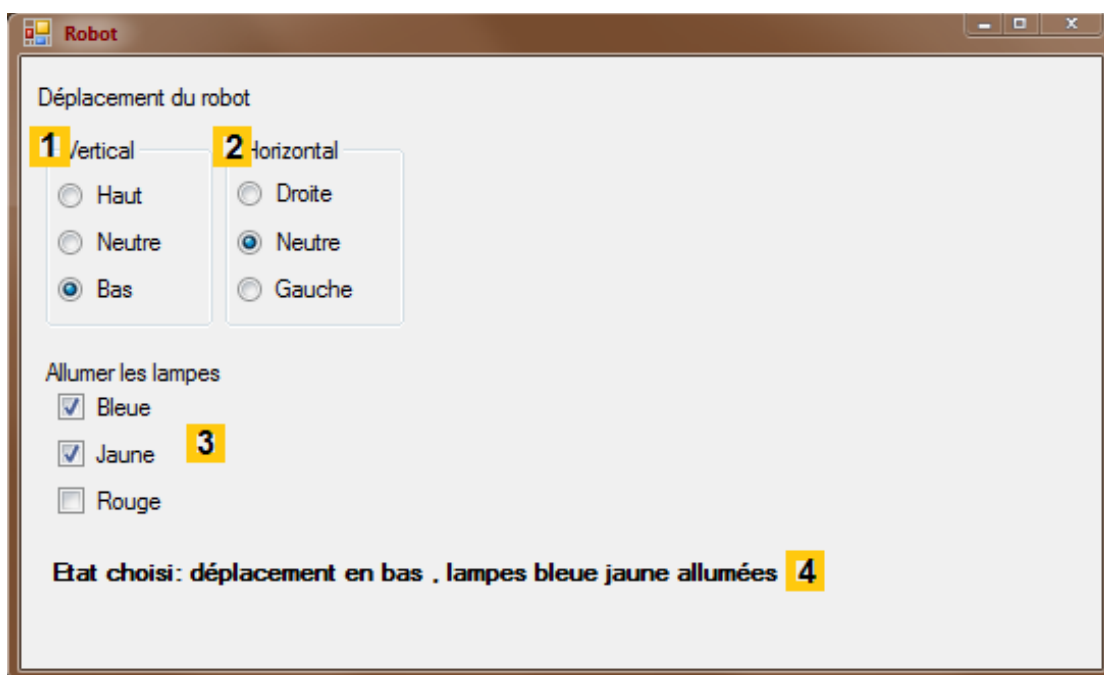 Robot
Déplacement du robot
1 Vertical 2 Horizontal
Haut Droite
Neutre Neutre
Bas Gauche
Allumer les lampes
Bleue
Jaune 3
Rouge
Etat choisi: déplacement en bas , lampes bleue jaune allumées 4